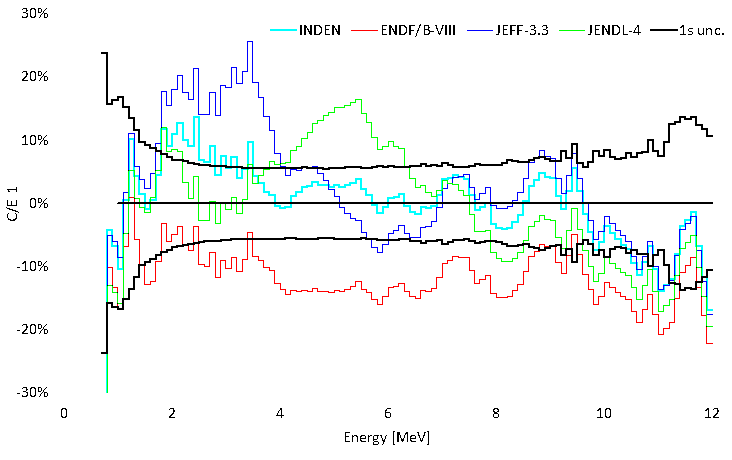 30%
INDEN ENDF/B-VIII JEFF-3.3 JENDL-4 1s unc.
20%
10%
0%
-10%
-20%
-30%
C/E 1
0 2 4 6 8 10 12
Energy [MeV]